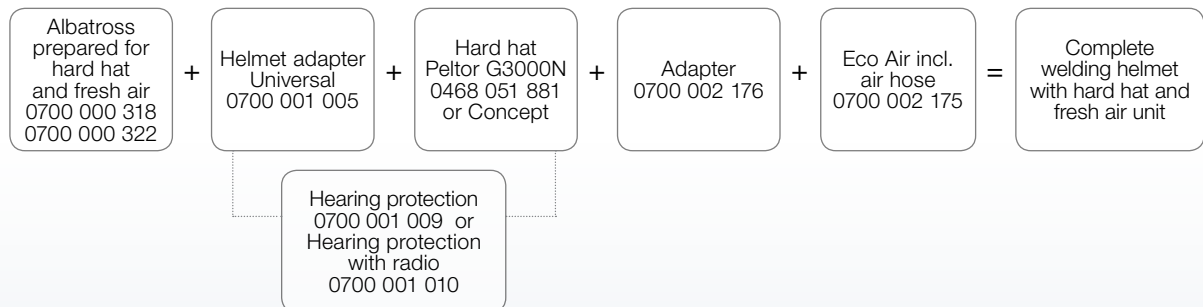 Albatross
prepared for
hard hat
and fresh air
0700 000 318
0700 000 322
+
Helmet adapter
Universal
0700 001 005
+
Hard hat
Peltor G3000N
0468 051 881
or Concept
+
Adapter
0700 002 176
+
Eco Air incl.
air hose
0700 002 175
=
Complete
welding helmet
with hard hat and
fresh air unit
Hearing protection
0700 001 009 or
Hearing protection
with radio
0700 001 010